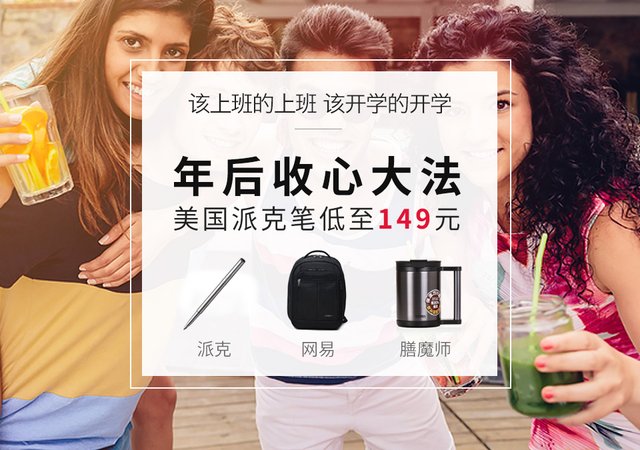 该上班的上班 该开学的开学
年后收心大法
美国派克笔低至149元
派克
网易
膳魔师